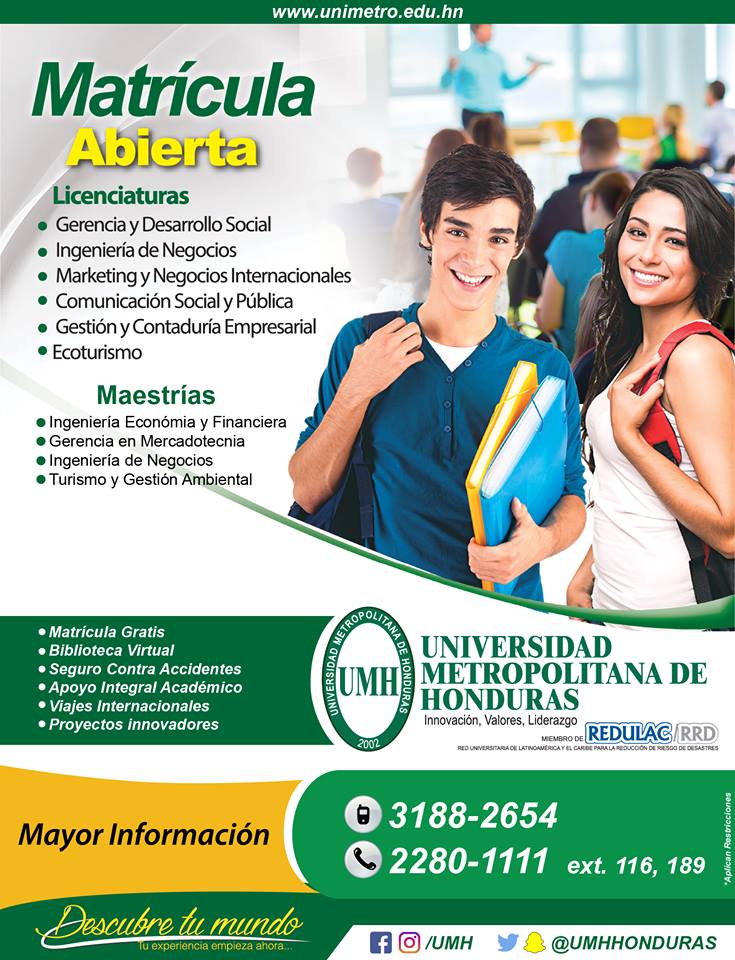 www.unimetro.edu.hn
Matrícula
Abierta
Licenciaturas
Gerencia y Desarrollo Social
Ingeniería de Negocios
Marketing y Negocios Internacionales
Comunicación Social y Pública
Gestión y Contaduría Empresarial
Ecoturismo
Maestrías
Ingeniería Económia y Financiera
Gerencia en Mercadotecnia
Ingeniería de Negocios
Turismo y Gestión Ambiental
Matrícula Gratis
Biblioteca Virtual
Seguro Contra Accidentes
Apoyo Integral Académico
Viajes Internacionales
Proyectos innovadores
UNIVERSIDAD METROPOLITANA DE HONDURAS
UMH
2002
UNIVERSIDAD
METROPOLITANA DE
HONDURAS
Innovación, Valores, Liderazgo
MIEMBRO DE REDULAC/RRD
RED UNIVERSITARIA DE LATINOAMÉRICA Y EL CARIBE PARA LA REDUCCIÓN DE RIESGO DE DESASTRES
Mayor Información
3188-2654
2280-1111 ext. 116, 189
*Aplican Restricciones
Descubre tu mundo
Tu experiencia empieza ahora...
/UMH
@UMHHONDURAS